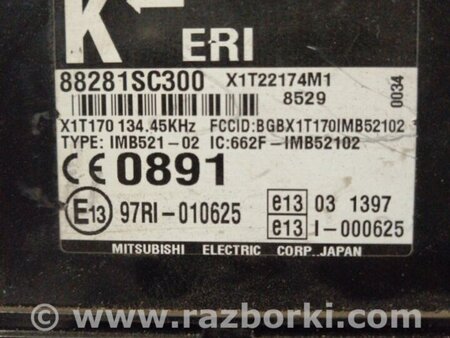 K
ERI
88281SC300 X1T22174M1
8529
0034
X1T170 134.45KHz FCCID:BGBX1T170IMB52102
TYPE: IMB521-02 IC:662F-IMB52102
CE 0891
E13 97RI-010625
e13 03 1397
e13 I-000625
MITSUBISHI ELECTRIC CORP. JAPAN
© www.razborki.com